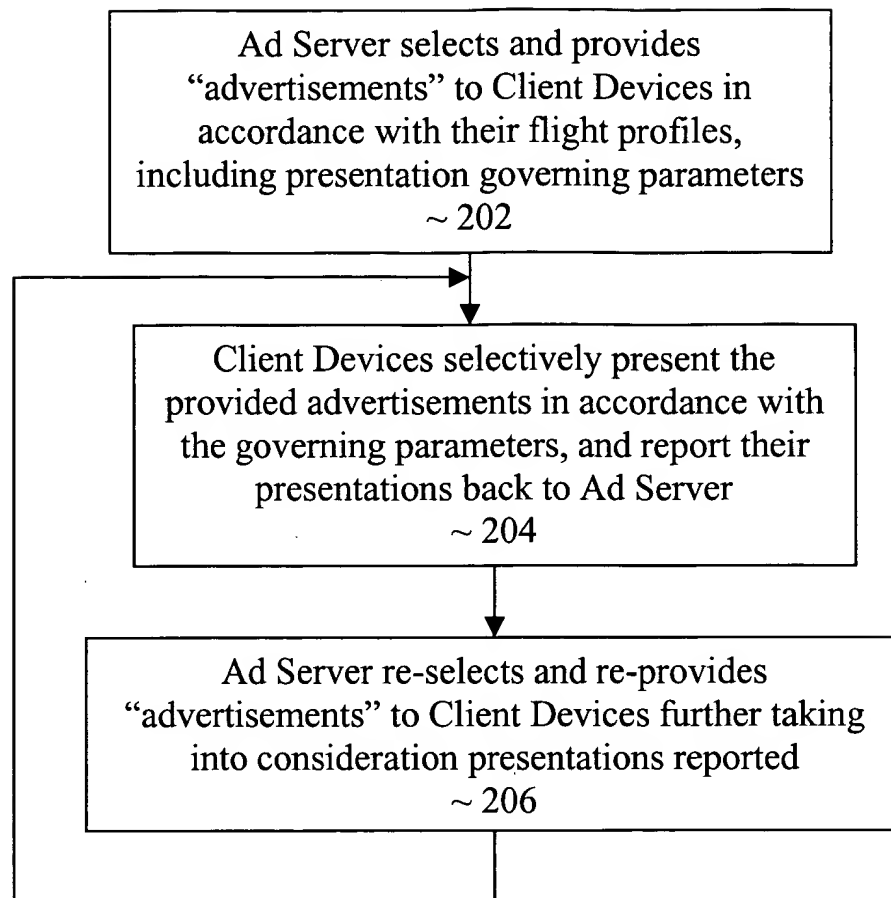 Ad Server selects and provides
“advertisements” to Client Devices in
accordance with their flight profiles,
including presentation governing parameters
~ 202
Client Devices selectively present the
provided advertisements in accordance with
the governing parameters, and report their
presentations back to Ad Server
~ 204
Ad Server re-selects and re-provides
“advertisements” to Client Devices further taking
into consideration presentations reported
~ 206